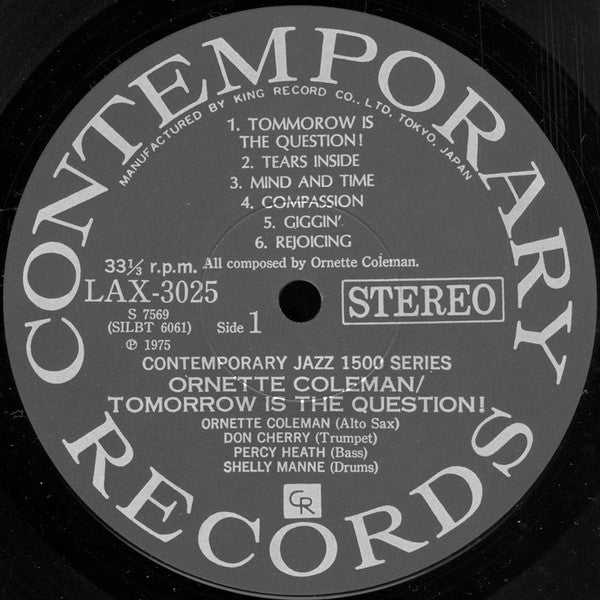 CONTEMPORARY
MANUFACTURED BY KING RECORD CO., LTD. TOKYO, JAPAN
1. TOMMOROW IS
THE QUESTION!
2. TEARS INSIDE
3. MIND AND TIME
4. COMPASSION
5. GIGGIN'
6. REJOICING
33⅓ r.p.m. All composed by Ornette Coleman.
LAX-3025
STEREO
S 7569
(SILBT 6061) Side 1
℗ 1975
CONTEMPORARY JAZZ 1500 SERIES
ORNETTE COLEMAN/
TOMORROW IS THE QUESTION!
ORNETTE COLEMAN (Alto Sax)
DON CHERRY (Trumpet)
PERCY HEATH (Bass)
SHELLY MANNE (Drums)
CR
RECORDS